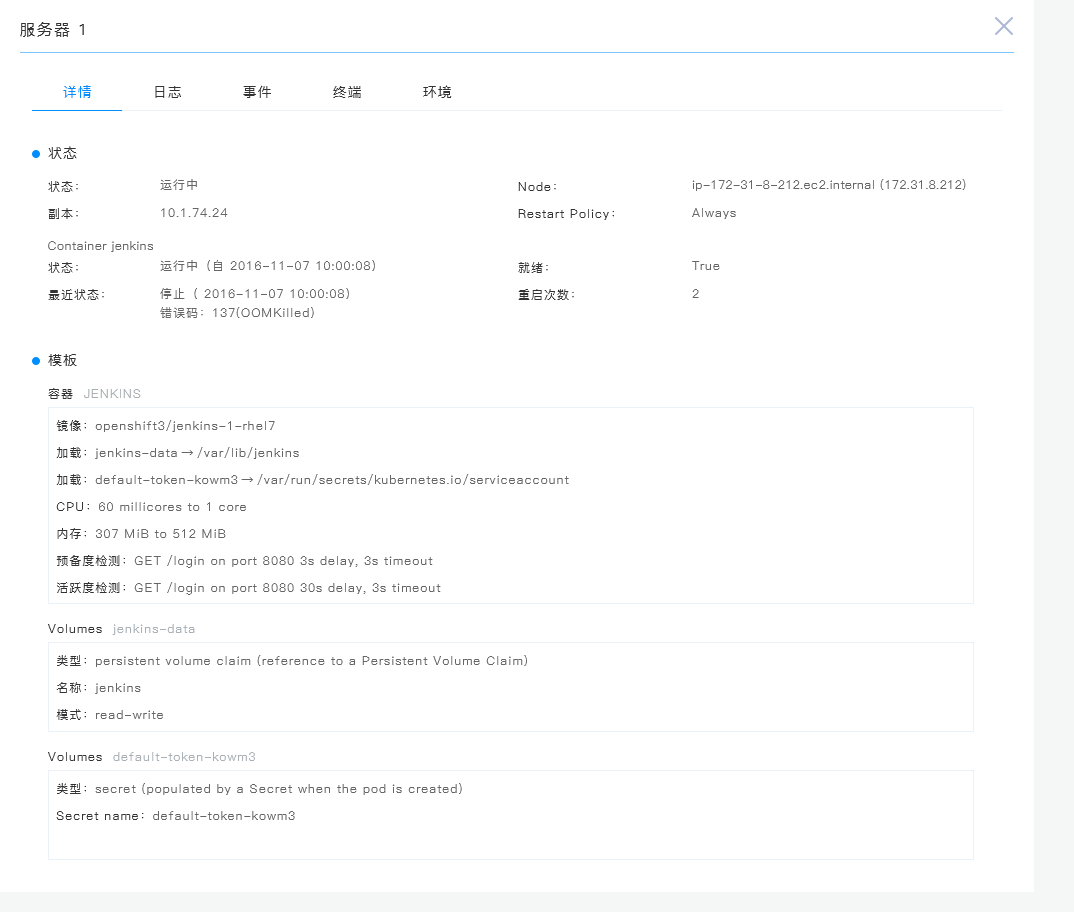 服务器 1
详情 日志 事件 终端 环境
状态
状态: 运行中 Node: ip-172-31-8-212.ec2.internal (172.31.8.212)
副本: 10.1.74.24 Restart Policy: Always
Container jenkins
状态: 运行中（自 2016-11-07 10:00:08） 就绪: True
最近状态: 停止（ 2016-11-07 10:00:08） 重启次数: 2
错误码: 137(OOMKilled)
模板
容器 JENKINS
镜像: openshift3/jenkins-1-rhel7
加载: jenkins-data→/var/lib/jenkins
加载: default-token-kowm3→/var/run/secrets/kubernetes.io/serviceaccount
CPU: 60 millicores to 1 core
内存: 307 MiB to 512 MiB
预备度检测: GET /login on port 8080 3s delay, 3s timeout
活跃度检测: GET /login on port 8080 30s delay, 3s timeout
Volumes jenkins-data
类型: persistent volume claim (reference to a Persistent Volume Claim)
名称: jenkins
模式: read-write
Volumes default-token-kowm3
类型: secret (populated by a Secret when the pod is created)
Secret name: default-token-kowm3